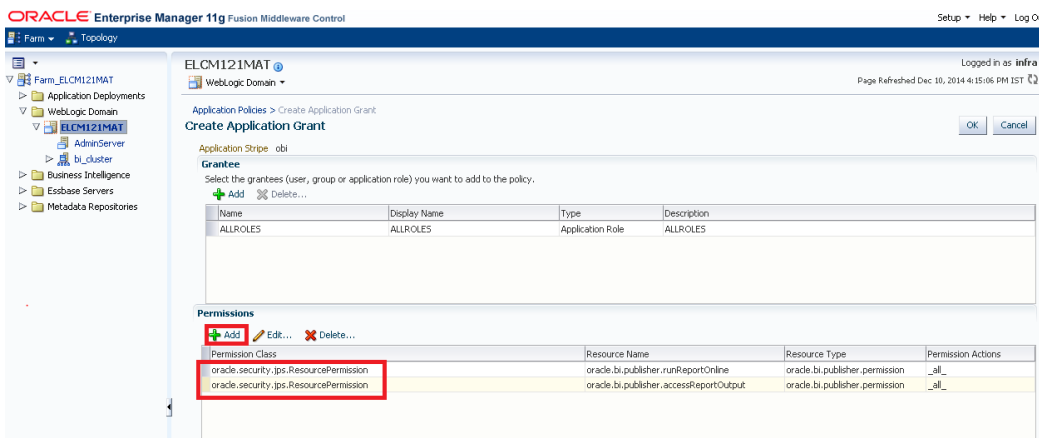 ORACLE Enterprise Manager 11g Fusion Middleware Control
Setup Help Log O
Farm Topology
Farm_ELCM121MAT
Application Deployments
WebLogic Domain
ELCM121MAT
AdminServer
bi_cluster
Business Intelligence
Essbase Servers
Metadata Repositories
ELCM121MAT
Logged in as infra
WebLogic Domain
Page Refreshed Dec 10, 2014 4:15:06 PM IST
Application Policies > Create Application Grant
Create Application Grant
OK Cancel
Application Stripe obi
Grantee
Select the grantees (user, group or application role) you want to add to the policy.
Add Delete...
Name Display Name Type Description
ALLROLES ALLROLES Application Role ALLROLES
Permissions
Add Edit... Delete...
Permission Class Resource Name Resource Type Permission Actions
oracle.security.jps.ResourcePermission oracle.bi.publisher.runReportOnline oracle.bi.publisher.permission _all_
oracle.security.jps.ResourcePermission oracle.bi.publisher.accessReportOutput oracle.bi.publisher.permission _all_